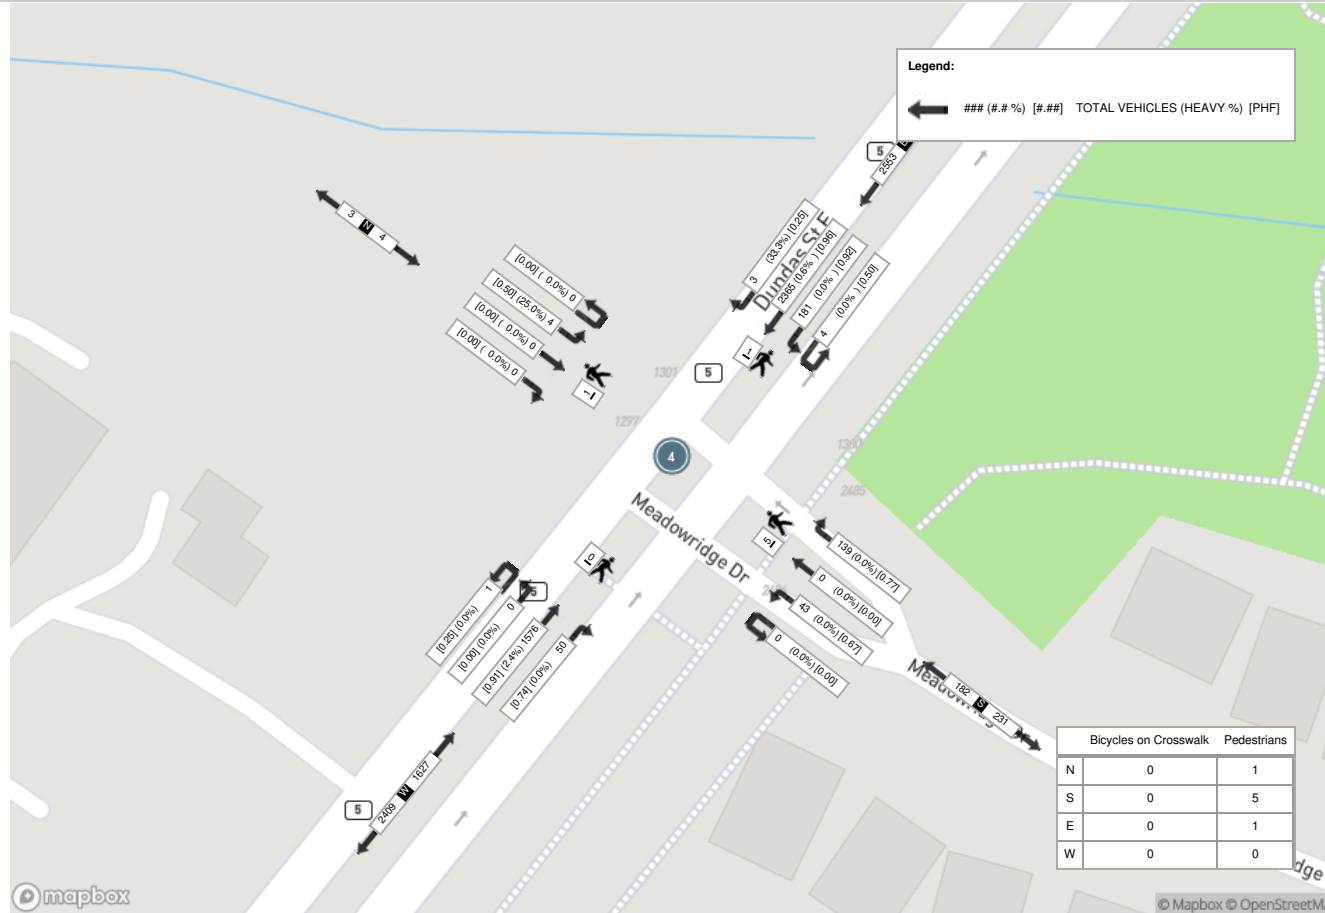 Legend:
### (#.# %) [#.##] TOTAL VEHICLES (HEAVY %) [PHF]
5
2553
3 N 4
3 (33.3%) [0.25]
2365 (0.6% ) [0.96]
181 (0.0% ) [0.92]
4 (0.0% ) [0.50]
Dundas St E
[0.00] ( 0.0%) 0
[0.50] (25.0%) 4
[0.00] ( 0.0%) 0
[0.00] ( 0.0%) 0
1
1
1301
5
1297
4
1300
2485
Meadowridge Dr
5
139 (0.0%) [0.77]
0 (0.0%) [0.00]
43 (0.0%) [0.67]
0 (0.0%) [0.00]
0
5
[0.25] (0.0%) 1
[0.00] (0.0%) 0
[0.91] (2.4%) 1576
[0.74] (0.0%) 50
182 S 231
2409 W 1627
5
Bicycles on Crosswalk Pedestrians
N 0 1
S 0 5
E 0 1
W 0 0
mapbox
© Mapbox © OpenStreetM